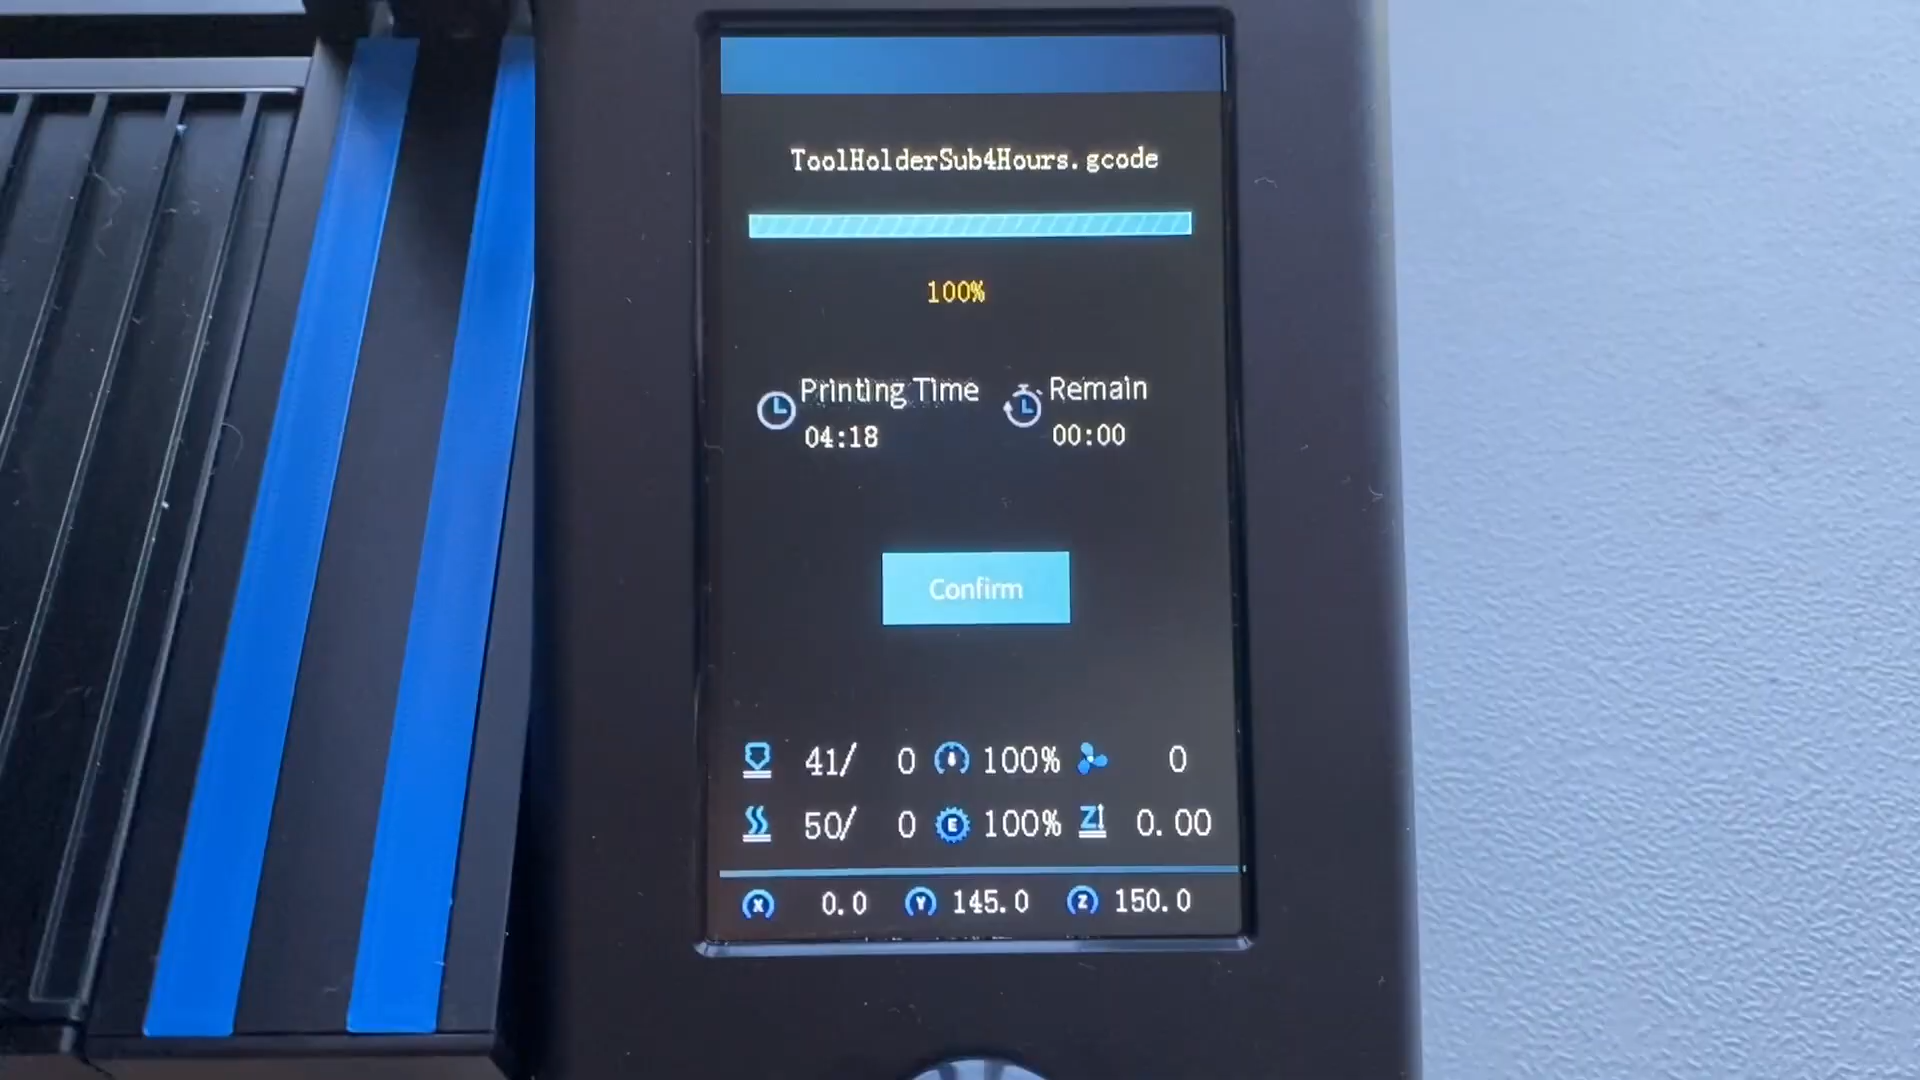 ToolHolderSub4Hours.gcode
100%
Printing Time
04:18
Remain
00:00
Confirm
41/ 0 100% 0
50/ 0 E 100% Z 0.00
X 0.0 Y 145.0 Z 150.0